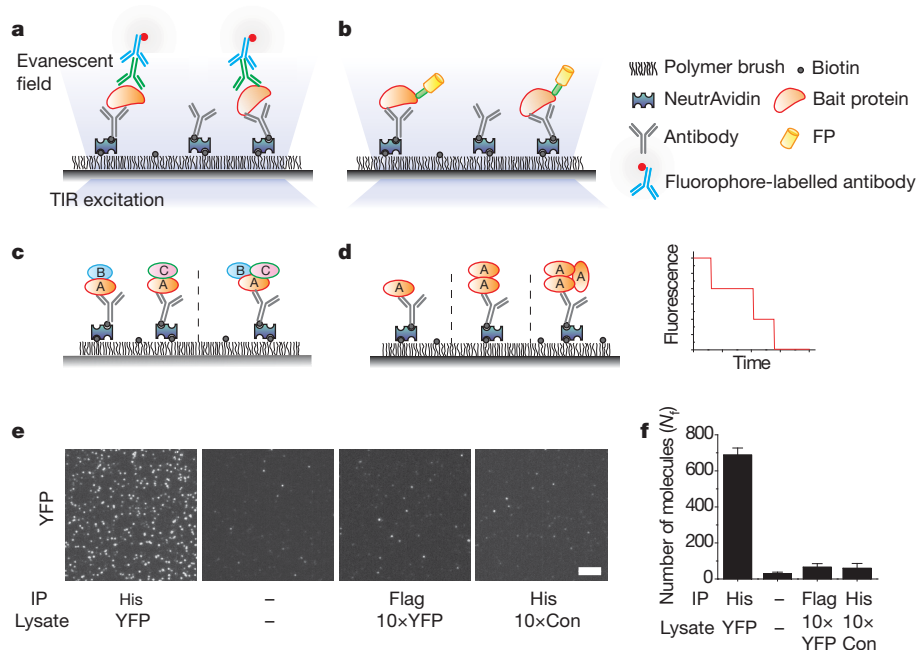 a
Evanescent
field
TIR excitation
b
Polymer brush
Biotin
NeutrAvidin
Bait protein
Antibody
FP
Fluorophore-labelled antibody
c
B
A
C
A
B
C
A
d
A
A
A
A
A
A
Fluorescence
Time
e
YFP
IP His – Flag His
Lysate YFP – 10×YFP 10×Con
f
Number of molecules (Nf)
800
600
400
600
0
IP His – Flag His
Lysate YFP – 10× 10×
YFP Con